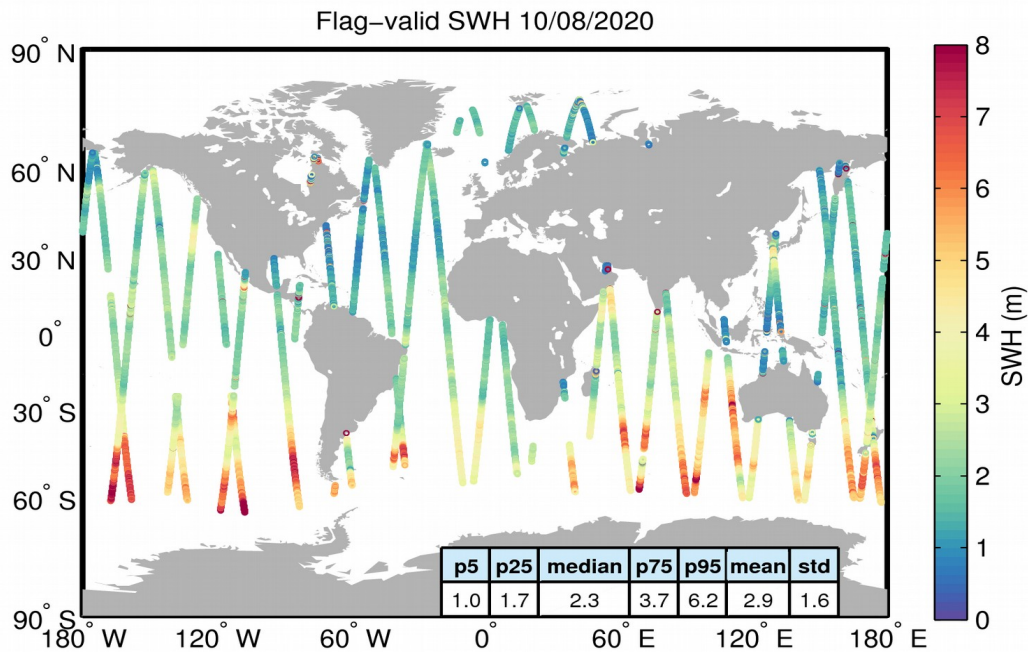 Flag−valid SWH 10/08/2020
90° N
60° N
30° N
0°
30° S
60° S
90° S
180° W
120° W
60° W
0°
60° E
120° E
180° E
8
7
6
5
4
3
2
1
0
SWH (m)
p5 p25 median p75 p95 mean std
1.0 1.7 2.3 3.7 6.2 2.9 1.6